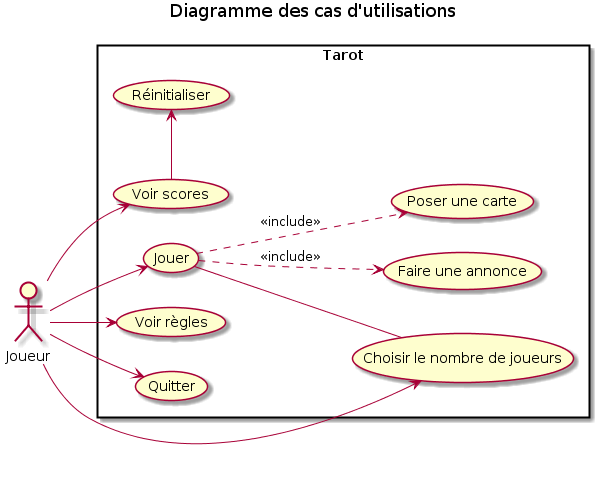 Diagramme des cas d'utilisations
Tarot
Réinitialiser
Voir scores
Poser une carte
«include»
Jouer
«include»
Faire une annonce
Voir règles
Joueur
Choisir le nombre de joueurs
Quitter